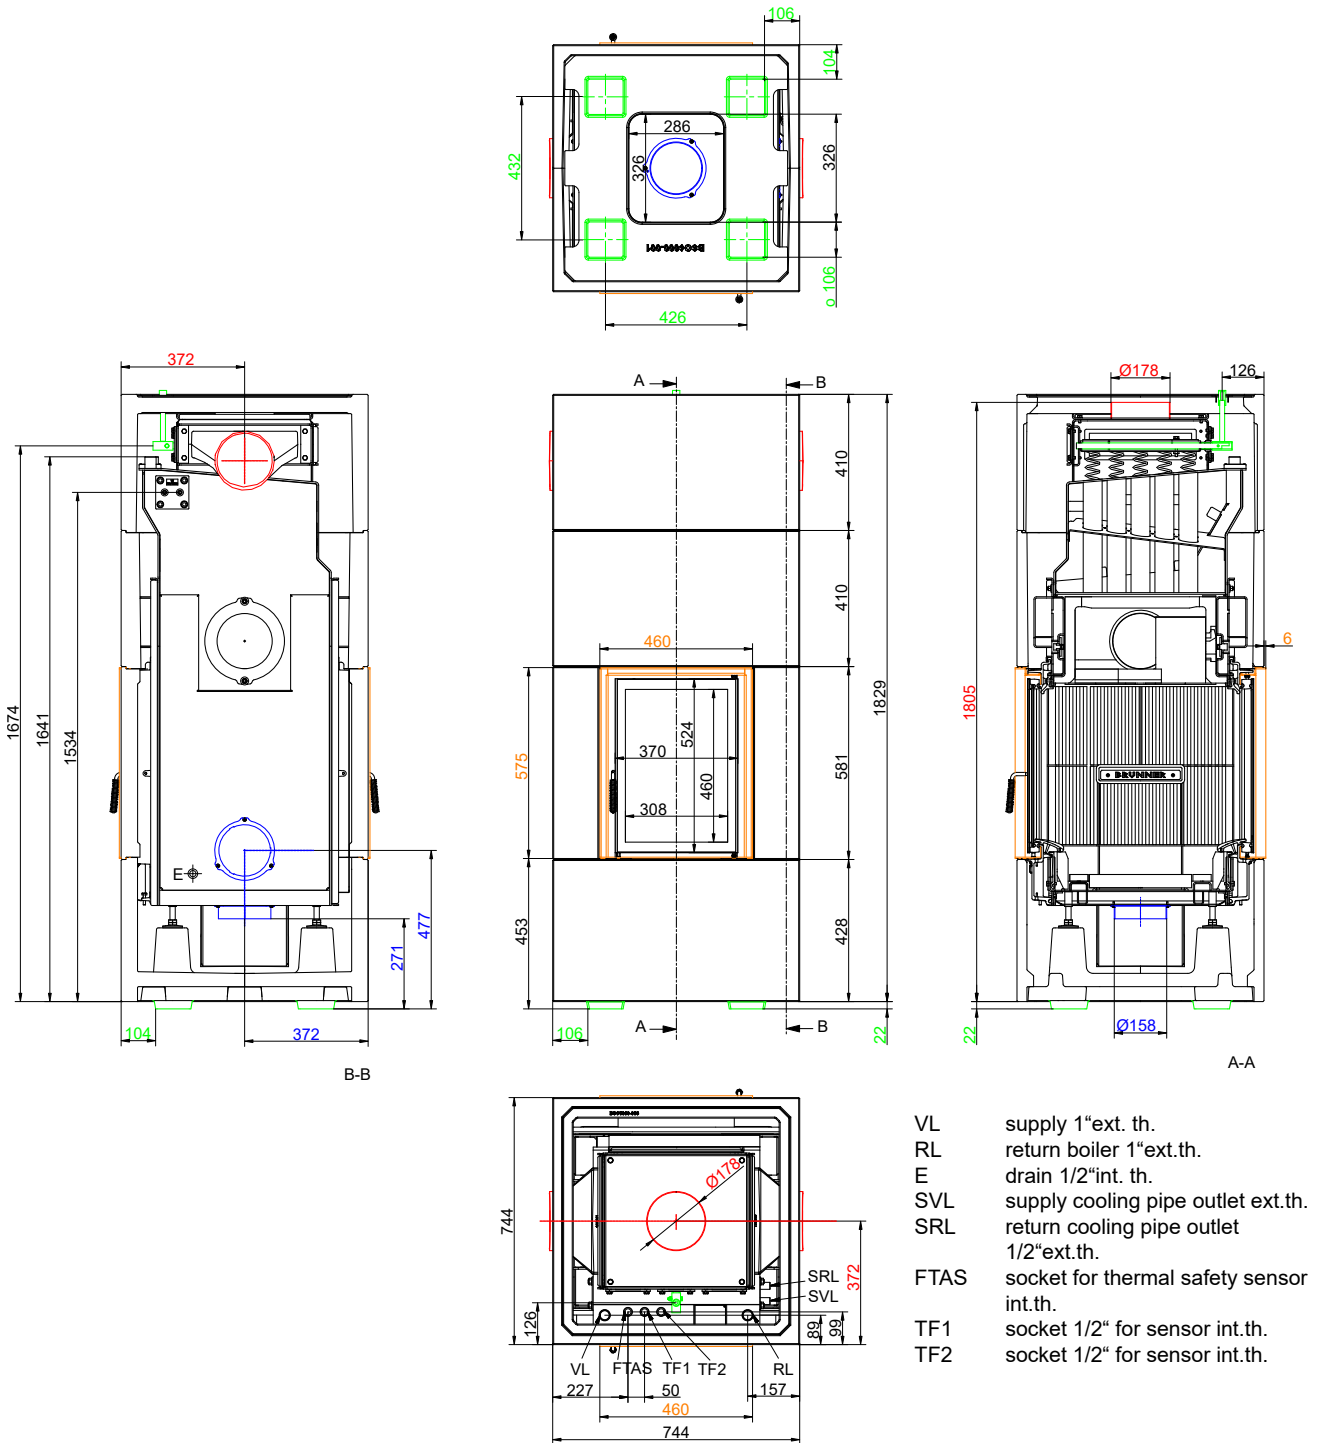 106
104
286
326
326
432
o 106
426
372
A
B
Ø178
126
410
410
460
6
1829
1805
1674
1641
1534
575
524
370
460
308
581
BRUNNER
E
453
428
477
271
104
372
A
B
106
22
22
Ø158
B-B
A-A
Ø178
744
372
SRL
SVL
126
89
99
VL
FTAS
TF1
TF2
RL
227
50
157
460
744
VL supply 1“ext. th.
RL return boiler 1“ext.th.
E drain 1/2“int. th.
SVL supply cooling pipe outlet ext.th.
SRL return cooling pipe outlet
1/2“ext.th.
FTAS socket for thermal safety sensor
int.th.
TF1 socket 1/2“ for sensor int.th.
TF2 socket 1/2“ for sensor int.th.